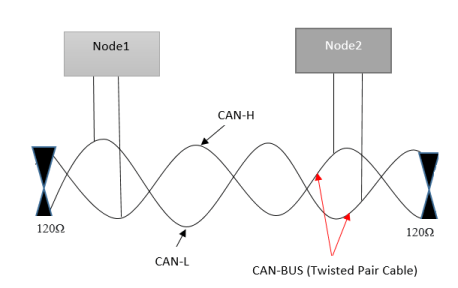 Node1
Node2
CAN-H
120Ω
120Ω
CAN-L
CAN-BUS (Twisted Pair Cable)